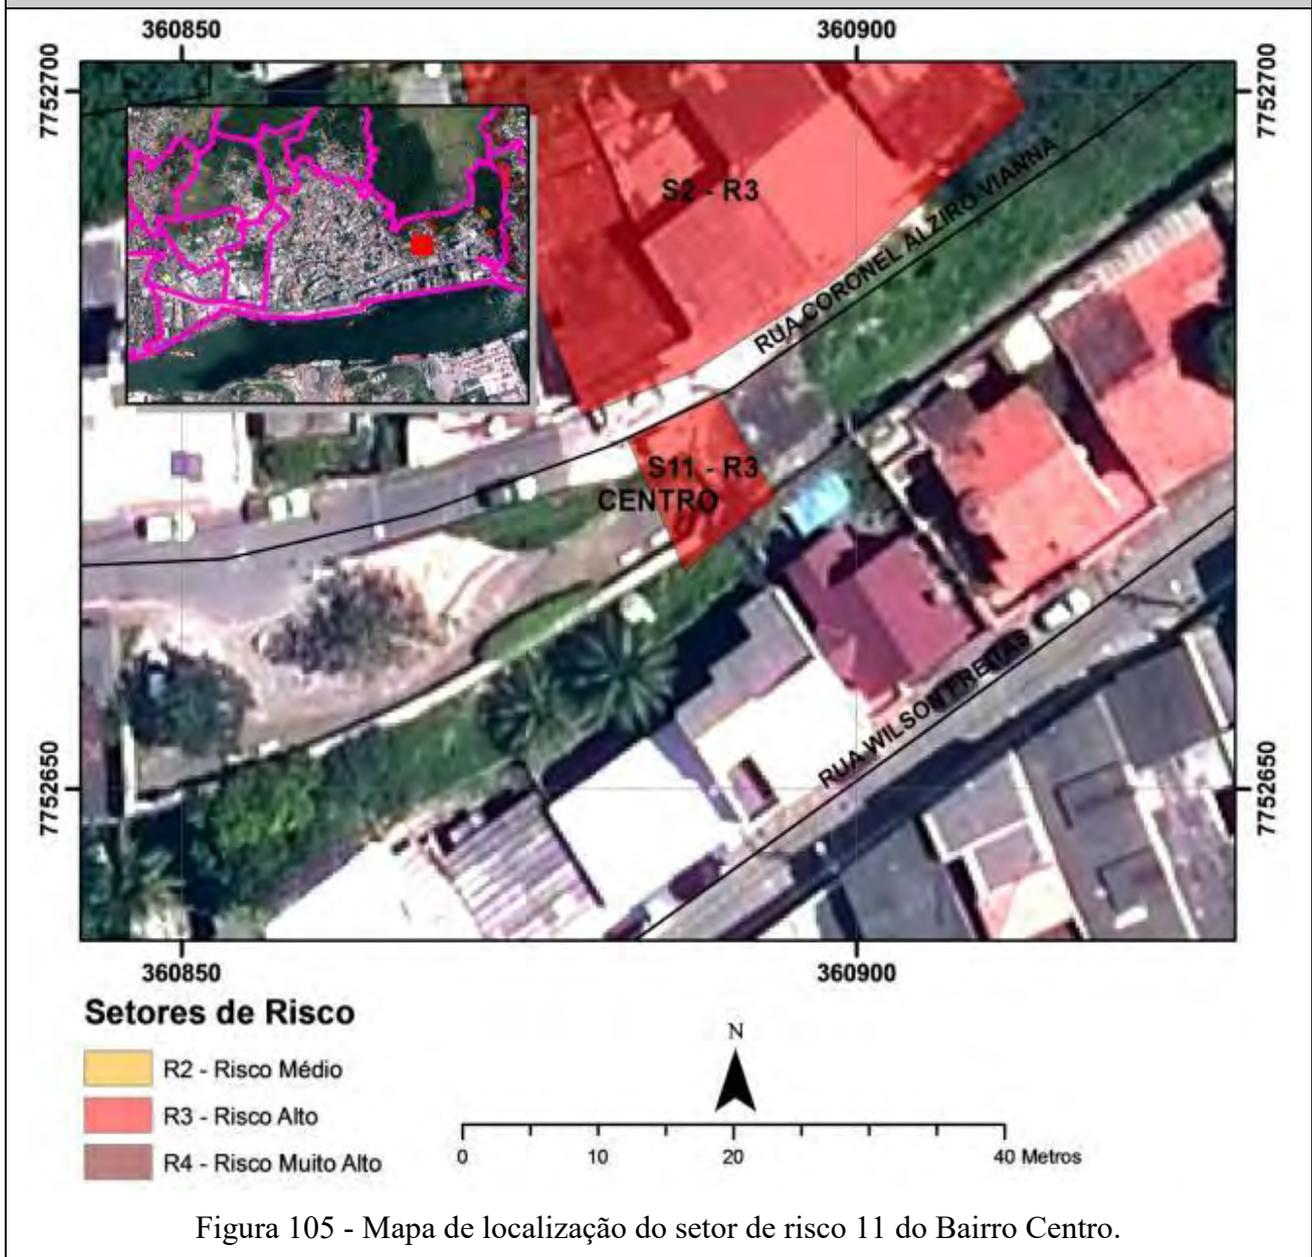 360850 360900
7752700 7752700
S2 - R3
RUA CORONEL ALZIRO VIANNA
S11 - R3
CENTRO
RUA WILSON FREITAS
7752650 7752650
360850 360900
Setores de Risco
R2 - Risco Médio
R3 - Risco Alto
R4 - Risco Muito Alto
N
0 10 20 40 Metros
Figura 105 - Mapa de localização do setor de risco 11 do Bairro Centro.